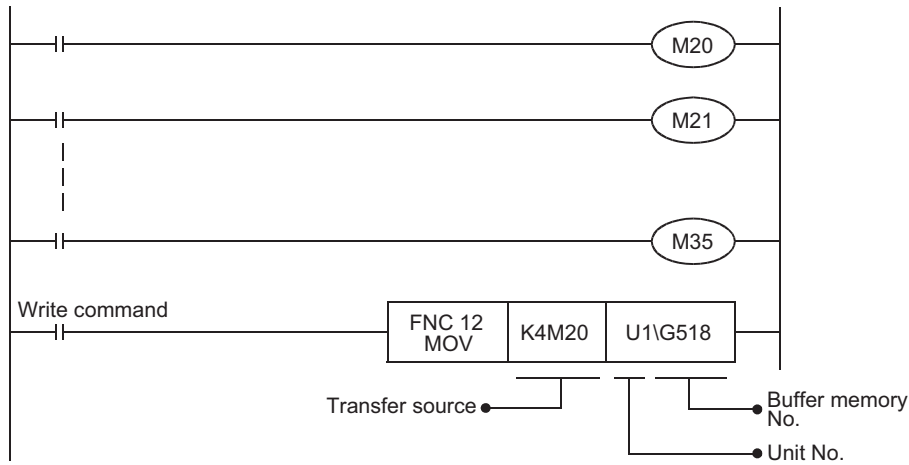 M20
M21
M35
Write command
FNC 12
MOV
K4M20
U1\G518
Transfer source
Buffer memory
No.
Unit No.